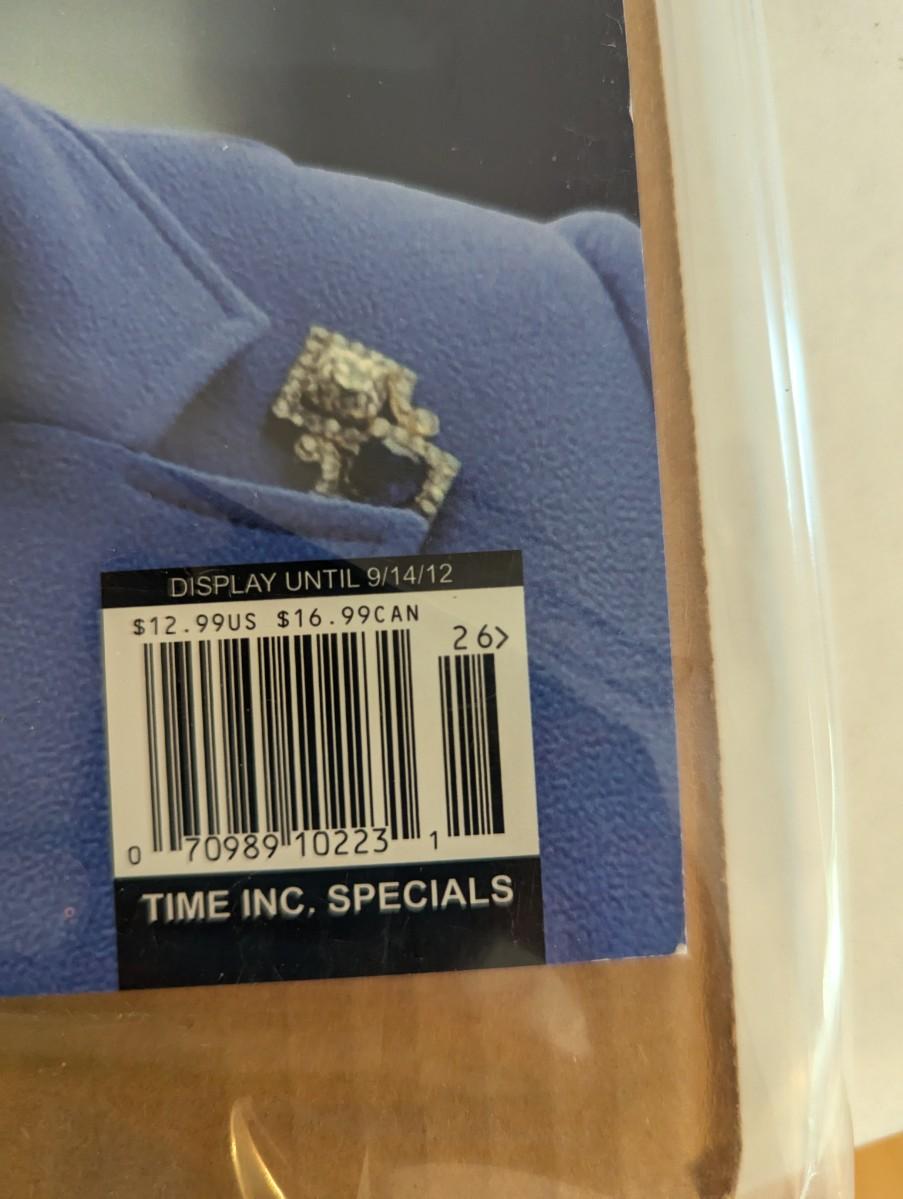 DISPLAY UNTIL 9/14/12
$12.99US $16.99CAN
26>
0 70989 10223 1
TIME INC. SPECIALS